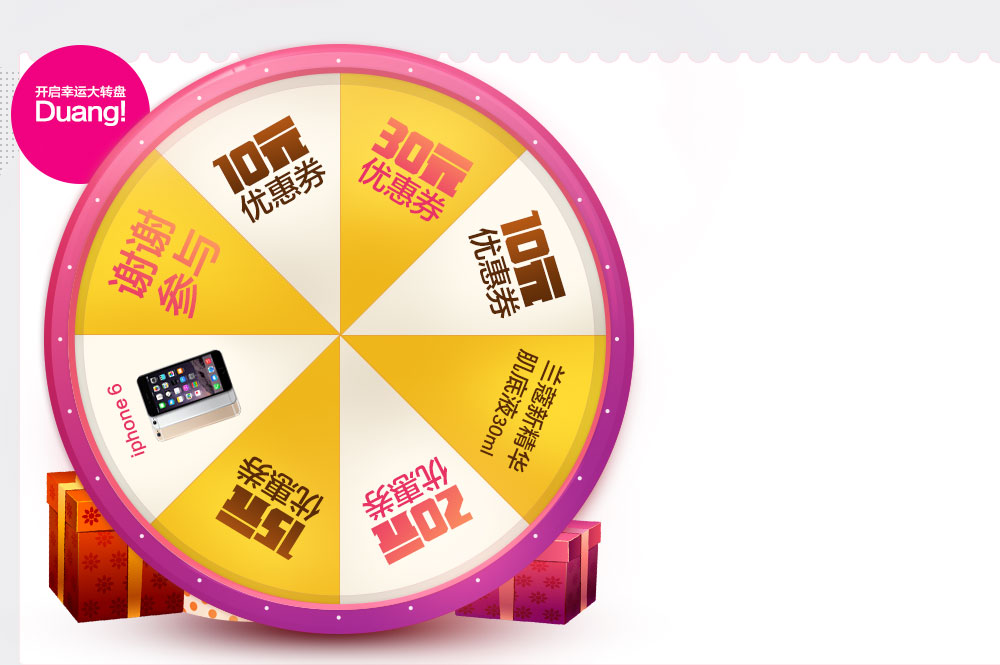 开启幸运大转盘
Duang!
30元
优惠券
10元
优惠券
兰蔻新精华
肌底液30ml
20元
优惠券
15元
优惠券
iphone 6
谢谢
参与
10元
优惠券